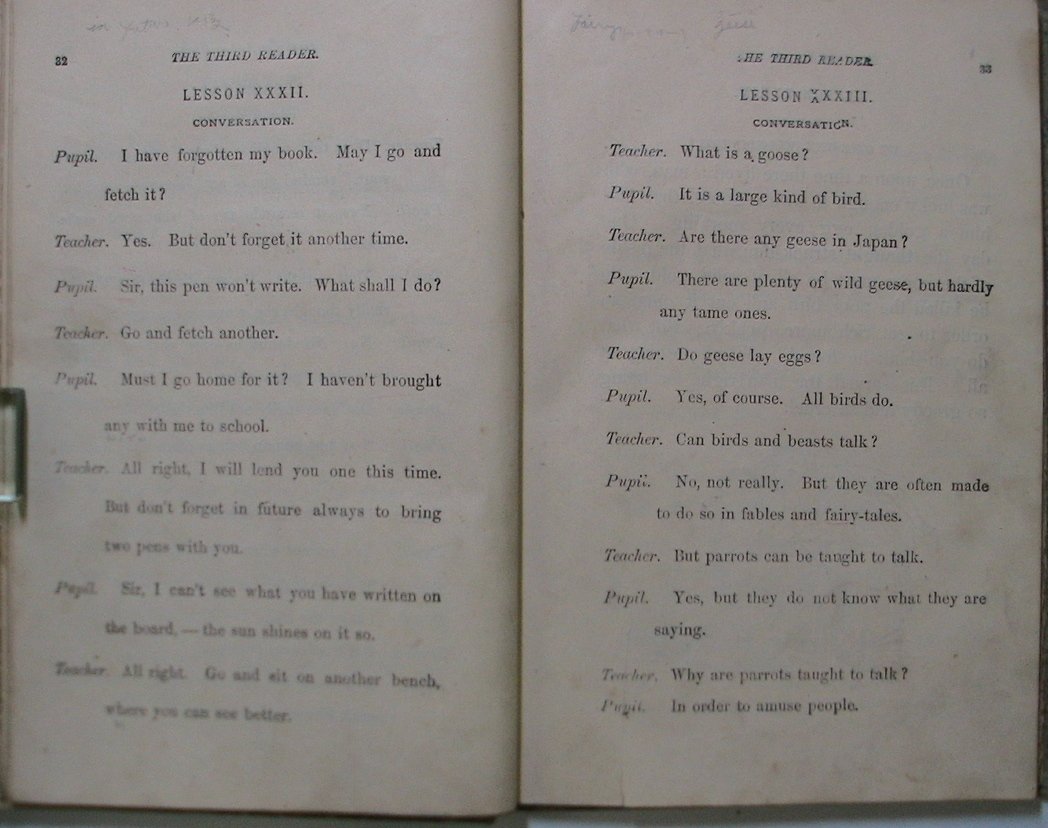 32
THE THIRD READER.
LESSON XXXII.
CONVERSATION.
Pupil. I have forgotten my book. May I go and
fetch it?
Teacher. Yes. But don't forget it another time.
Pupil. Sir, this pen won't write. What shall I do?
Teacher. Go and fetch another.
Pupil. Must I go home for it? I haven't brought
any with me to school.
Teacher. All right, I will lend you one this time.
But don't forget in future always to bring
two pens with you.
Pupil. Sir, I can't see what you have written on
the board,—the sun shines on it so.
Teacher. All right. Go and sit on another bench,
where you can see better.
THE THIRD READER.
33
LESSON XXXIII.
CONVERSATION.
Teacher. What is a goose?
Pupil. It is a large kind of bird.
Teacher. Are there any geese in Japan?
Pupil. There are plenty of wild geese, but hardly
any tame ones.
Teacher. Do geese lay eggs?
Pupil. Yes, of course. All birds do.
Teacher. Can birds and beasts talk?
Pupil. No, not really. But they are often made
to do so in fables and fairy-tales.
Teacher. But parrots can be taught to talk.
Pupil. Yes, but they do not know what they are
saying.
Teacher. Why are parrots taught to talk?
Pupil. In order to amuse people.